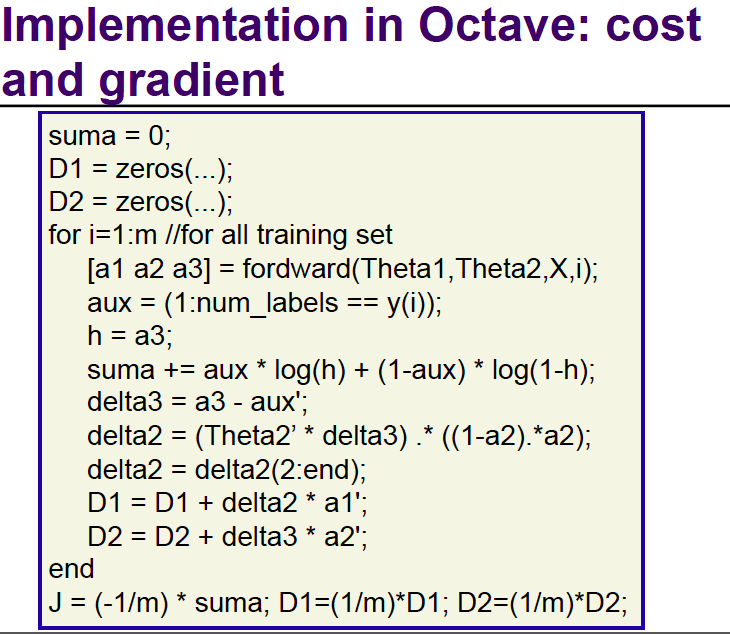 Implementation in Octave: cost
and gradient
suma = 0;
D1 = zeros(...);
D2 = zeros(...);
for i=1:m //for all training set
[a1 a2 a3] = fordward(Theta1,Theta2,X,i);
aux = (1:num_labels == y(i));
h = a3;
suma += aux * log(h) + (1-aux) * log(1-h);
delta3 = a3 - aux';
delta2 = (Theta2’ * delta3) .* ((1-a2).*a2);
delta2 = delta2(2:end);
D1 = D1 + delta2 * a1';
D2 = D2 + delta3 * a2';
end
J = (-1/m) * suma; D1=(1/m)*D1; D2=(1/m)*D2;